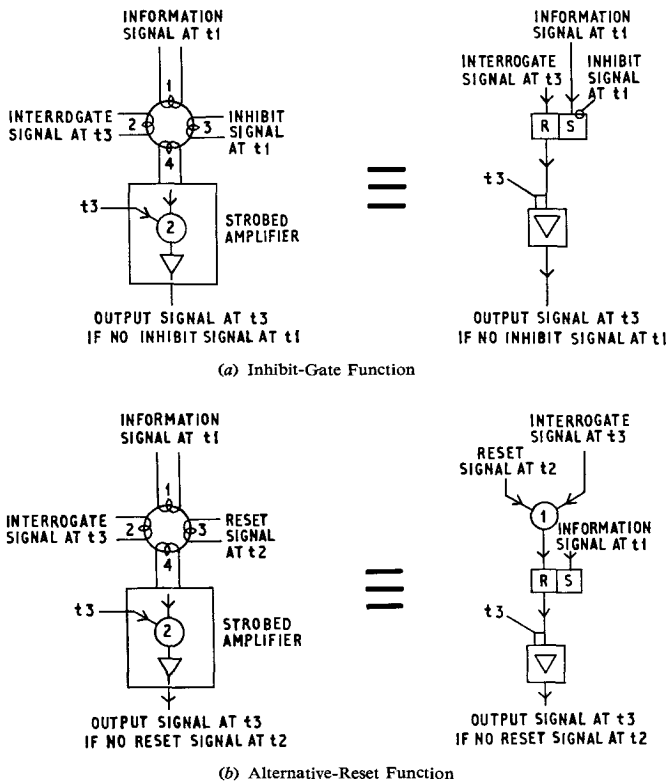 INFORMATION
SIGNAL AT t1
1
INTERRDGATE
SIGNAL AT t3
2
3
INHIBIT
SIGNAL
AT t1
4
t3
2
STROBED
AMPLIFIER
OUTPUT SIGNAL AT t3
IF NO INHIBIT SIGNAL AT t1
INFORMATION
SIGNAL AT t1
INTERROGATE
SIGNAL AT
t3
INHIBIT
SIGNAL
AT
t1
R S
t3
OUTPUT SIGNAL AT t3
IF NO INHIBIT SIGNAL AT t1
(a) Inhibit-Gate Function
INFORMATION
SIGNAL AT t1
1
INTERROGATE
SIGNAL AT t3
2
3
RESET
SIGNAL
AT t2
4
t3
2
STROBED
AMPLIFIER
OUTPUT SIGNAL AT t3
IF NO RESET SIGNAL AT t2
INTERROGATE
SIGNAL AT
t3
RESET
SIGNAL AT t2
1
INFORMATION
SIGNAL AT
t1
R S
t3
OUTPUT SIGNAL AT t3
IF NO RESET SIGNAL AT t2
(b) Alternative-Reset Function